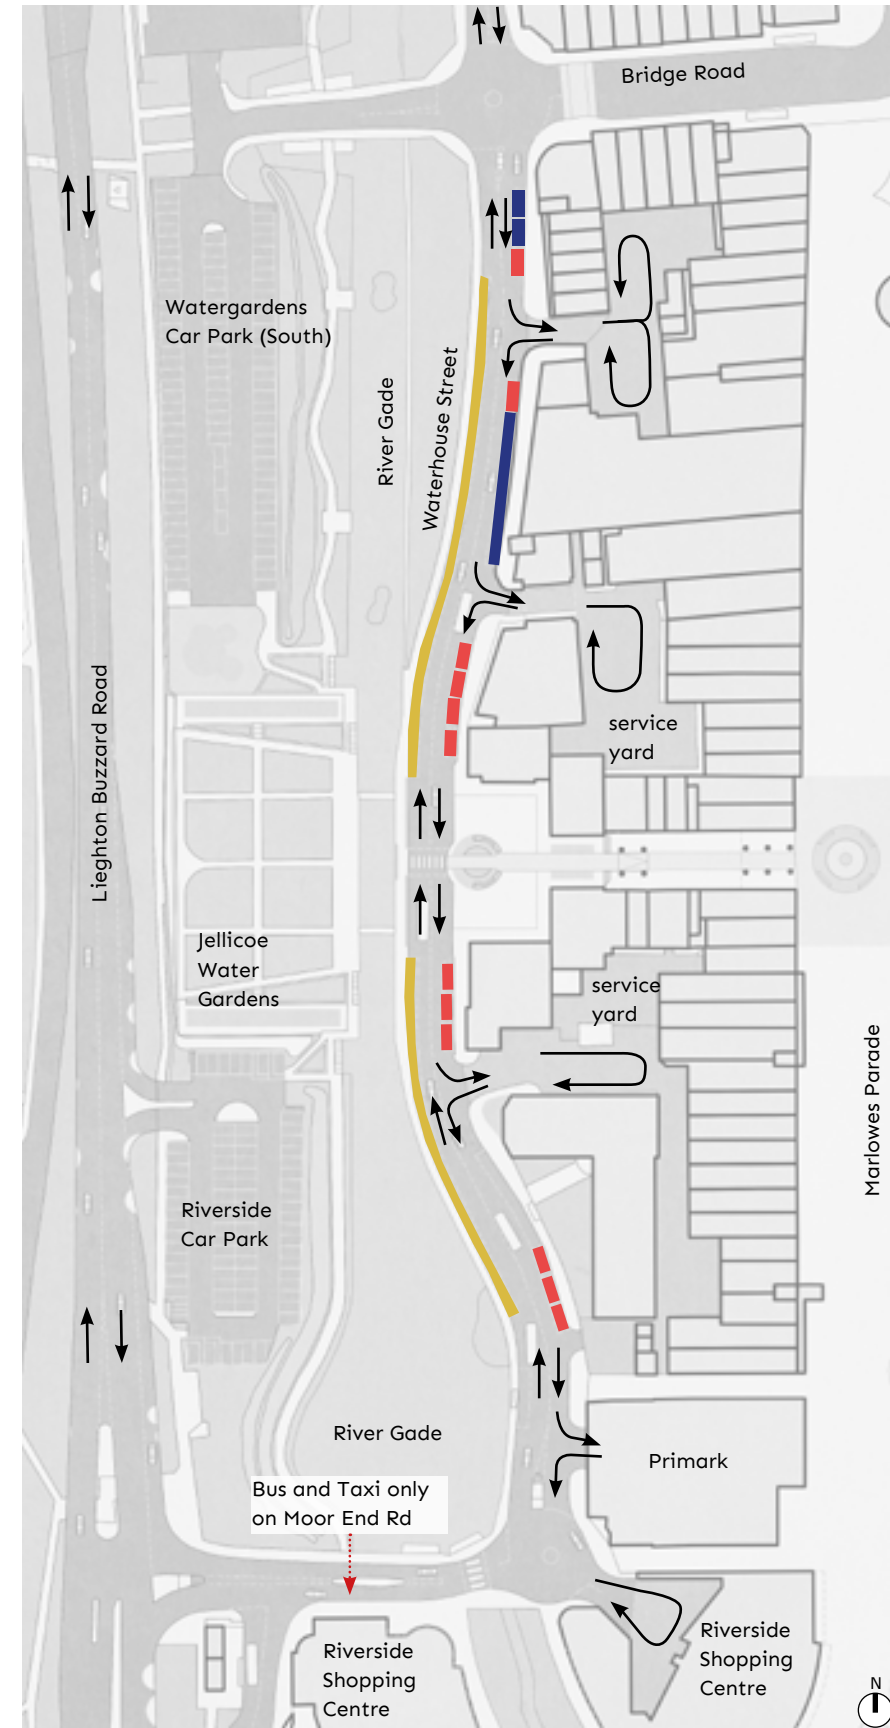 Bridge Road
Watergardens
Car Park (South)
River Gade
Waterhouse Street
Lieghton Buzzard Road
service
yard
Jellicoe
Water
Gardens
service
yard
Marlowes Parade
Riverside
Car Park
River Gade
Primark
Bus and Taxi only
on Moor End Rd
Riverside
Shopping
Centre
Riverside
Shopping
Centre
N